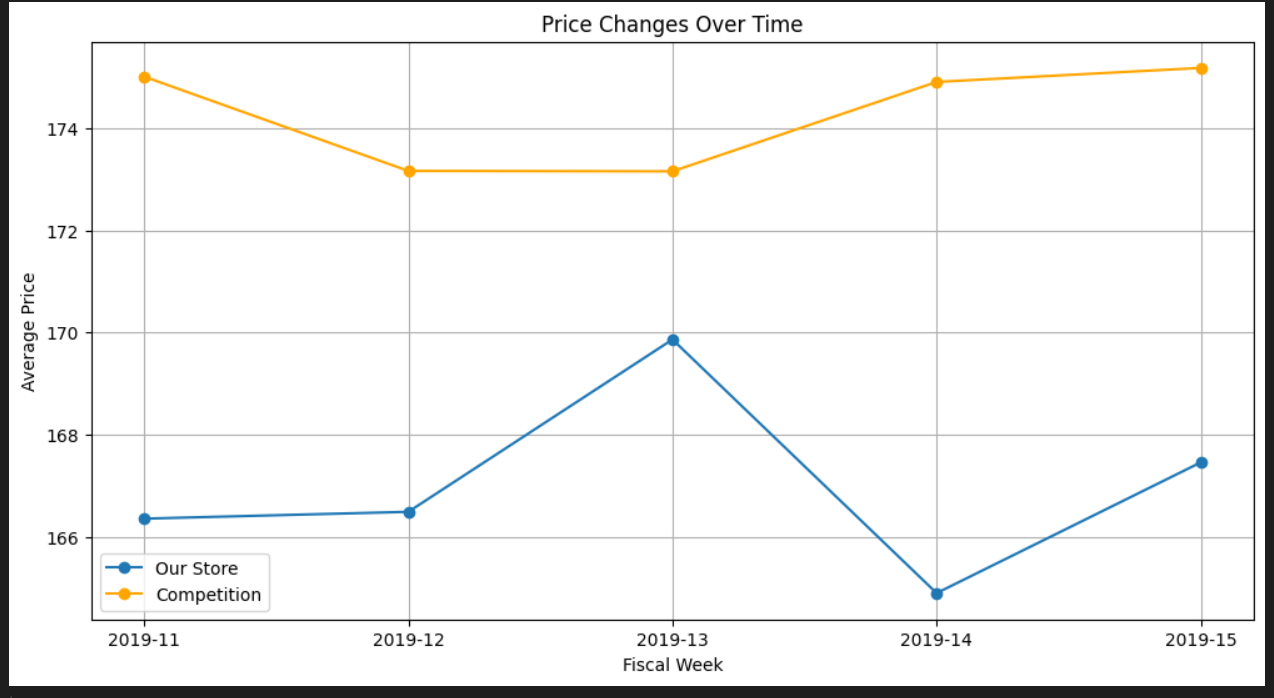 Price Changes Over Time
Average Price
174
172
170
168
166
Our Store
Competition
2019-11
2019-12
2019-13
2019-14
2019-15
Fiscal Week